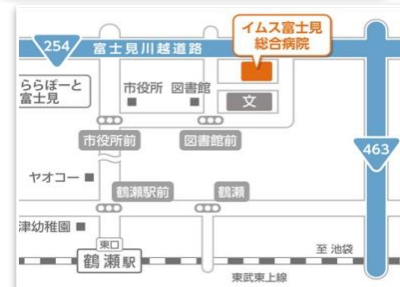 イムス富士見
総合病院
254
富士見川越道路
ららぽーと
富士見
市役所
図書館
文
市役所前
図書館前
463
ヤオコー
鶴瀬駅前
鶴瀬
津幼稚園
東口
鶴瀬駅
至 池袋
東武東上線